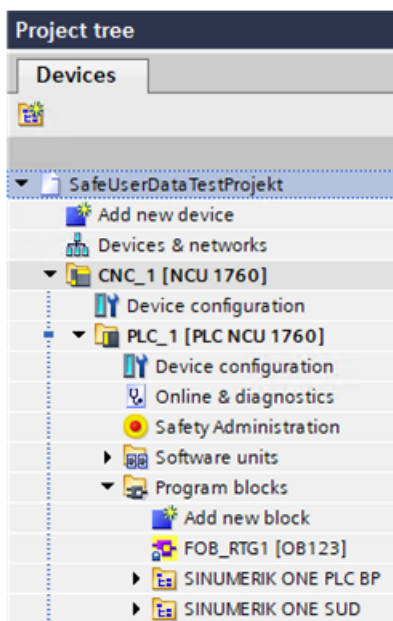 Project tree
Devices
SafeUserDataTestProjekt
Add new device
Devices & networks
CNC_1 [NCU 1760]
Device configuration
PLC_1 [PLC NCU 1760]
Device configuration
Online & diagnostics
Safety Administration
Software units
Program blocks
Add new block
FOB_RTG1 [OB123]
SINUMERIK ONE PLC BP
SINUMERIK ONE SUD